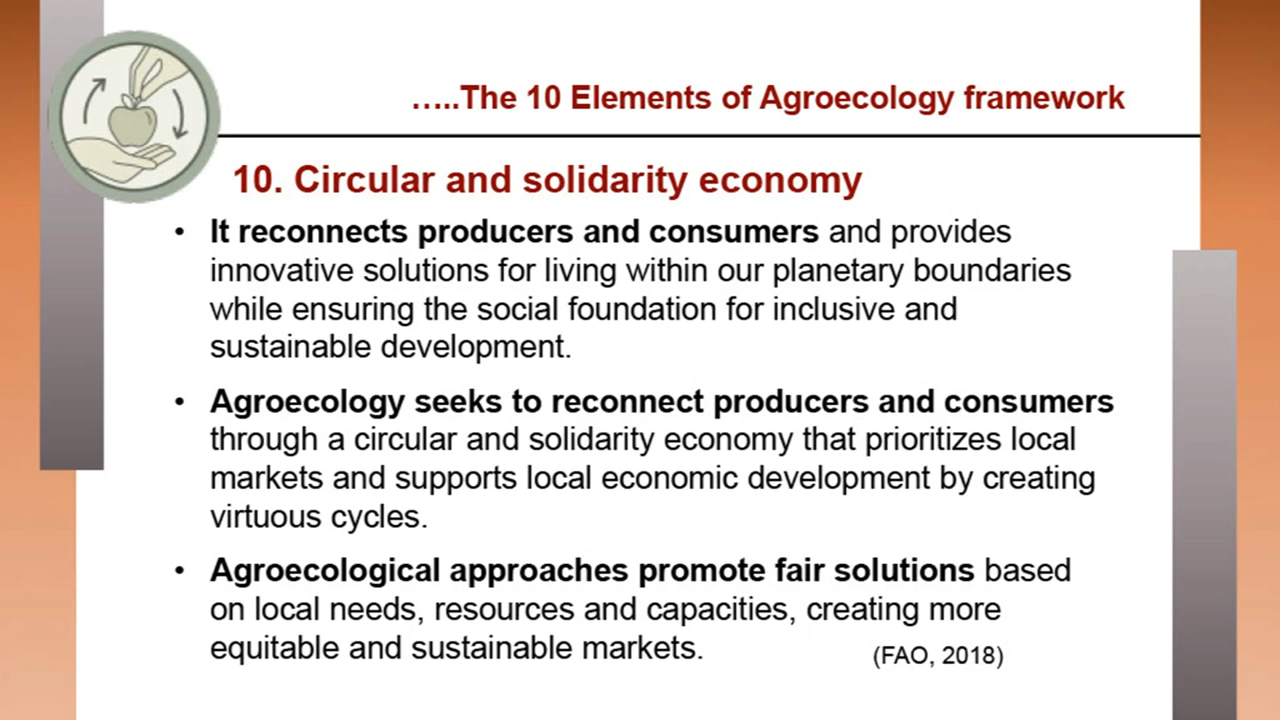 …..The 10 Elements of Agroecology framework
10. Circular and solidarity economy
• It reconnects producers and consumers and provides
innovative solutions for living within our planetary boundaries
while ensuring the social foundation for inclusive and
sustainable development.
• Agroecology seeks to reconnect producers and consumers
through a circular and solidarity economy that prioritizes local
markets and supports local economic development by creating
virtuous cycles.
• Agroecological approaches promote fair solutions based
on local needs, resources and capacities, creating more
equitable and sustainable markets.
(FAO, 2018)